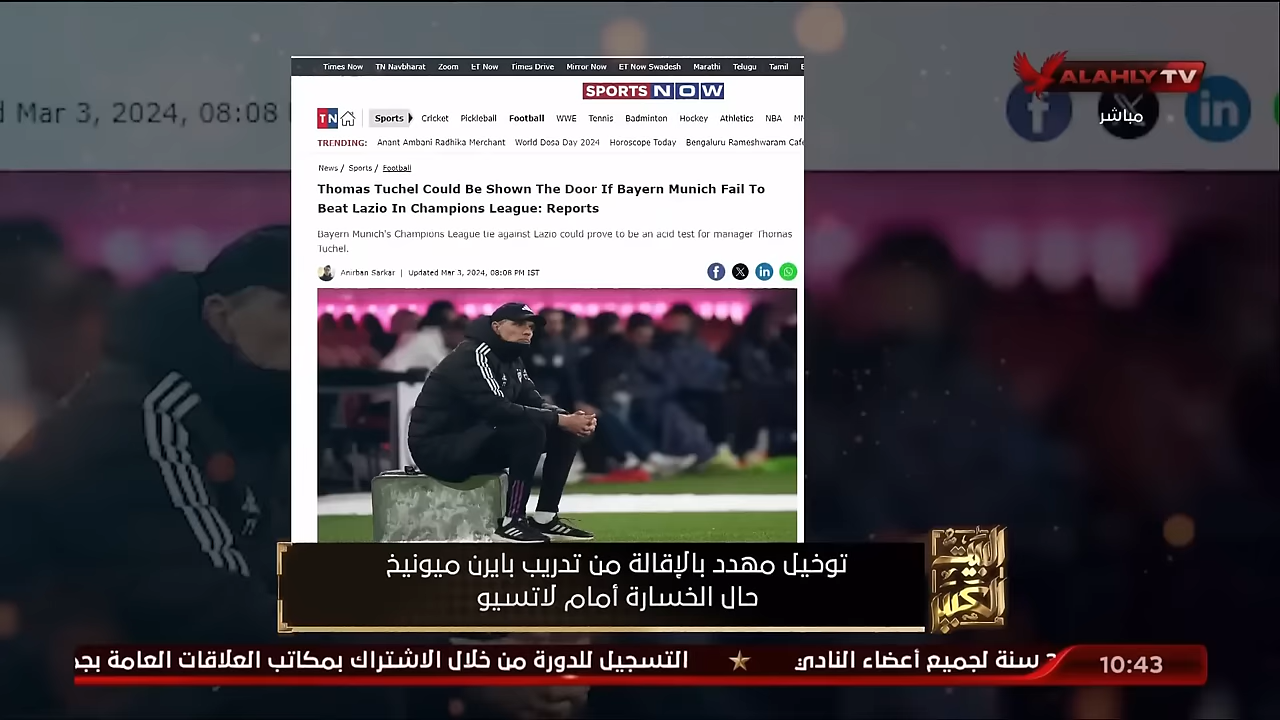 d Mar 3, 2024, 08:08
ALAHLY TV
مباشر
Times Now TN Navbharat Zoom ET Now Times Drive Mirror Now ET Now Swadesh Marathi Telugu Tamil
SPORTS NOW
TN Sports Cricket Pickleball Football WWE Tennis Badminton Hockey Athletics NBA
TRENDING: Anant Ambani Radhika Merchant World Dosa Day 2024 Horoscope Today Bengaluru Rameshwaram Cafe
News / Sports / Football
Thomas Tuchel Could Be Shown The Door If Bayern Munich Fail To
Beat Lazio In Champions League: Reports
Bayern Munich's Champions League tie against Lazio could prove to be an acid test for manager Thomas
Tuchel.
Anirban Sarkar | Updated Mar 3, 2024, 08:08 PM IST
توخيل مهدد بالإقالة من تدريب بايرن ميونيخ
حال الخسارة أمام لاتسيو
البيت الكبير
سنة لجميع أعضاء النادي ★ التسجيل للدورة من خلال الاشتراك بمكاتب العلاقات العامة
10:43